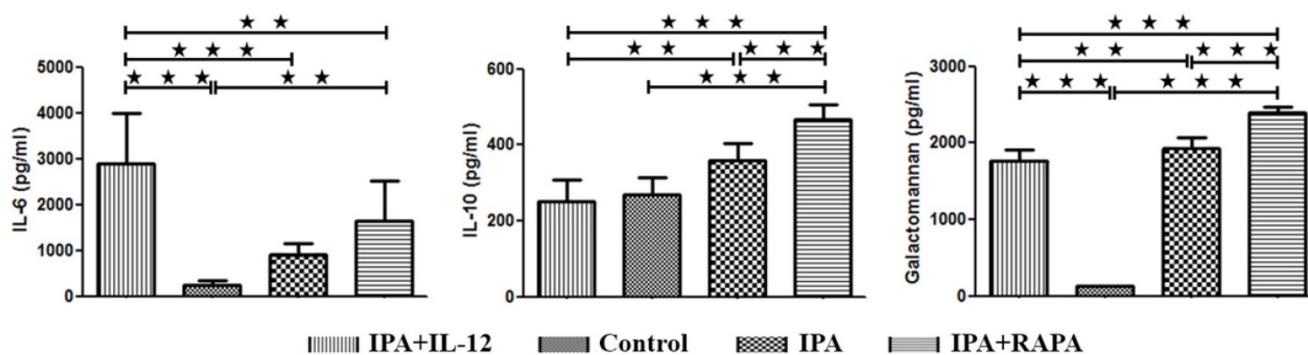 ★ ★
★ ★ ★
★ ★ ★ ★ ★
IL-6 (pg/ml)
5000
4000
3000
2000
1000
0
★ ★ ★
★ ★ ★ ★ ★
★ ★ ★
IL-10 (pg/ml)
600
400
200
0
★ ★ ★
★ ★ ★ ★ ★
★ ★ ★ ★ ★ ★
Galactomannan (pg/ml)
3000
2000
1000
0
IPA+IL-12 Control IPA IPA+RAPA